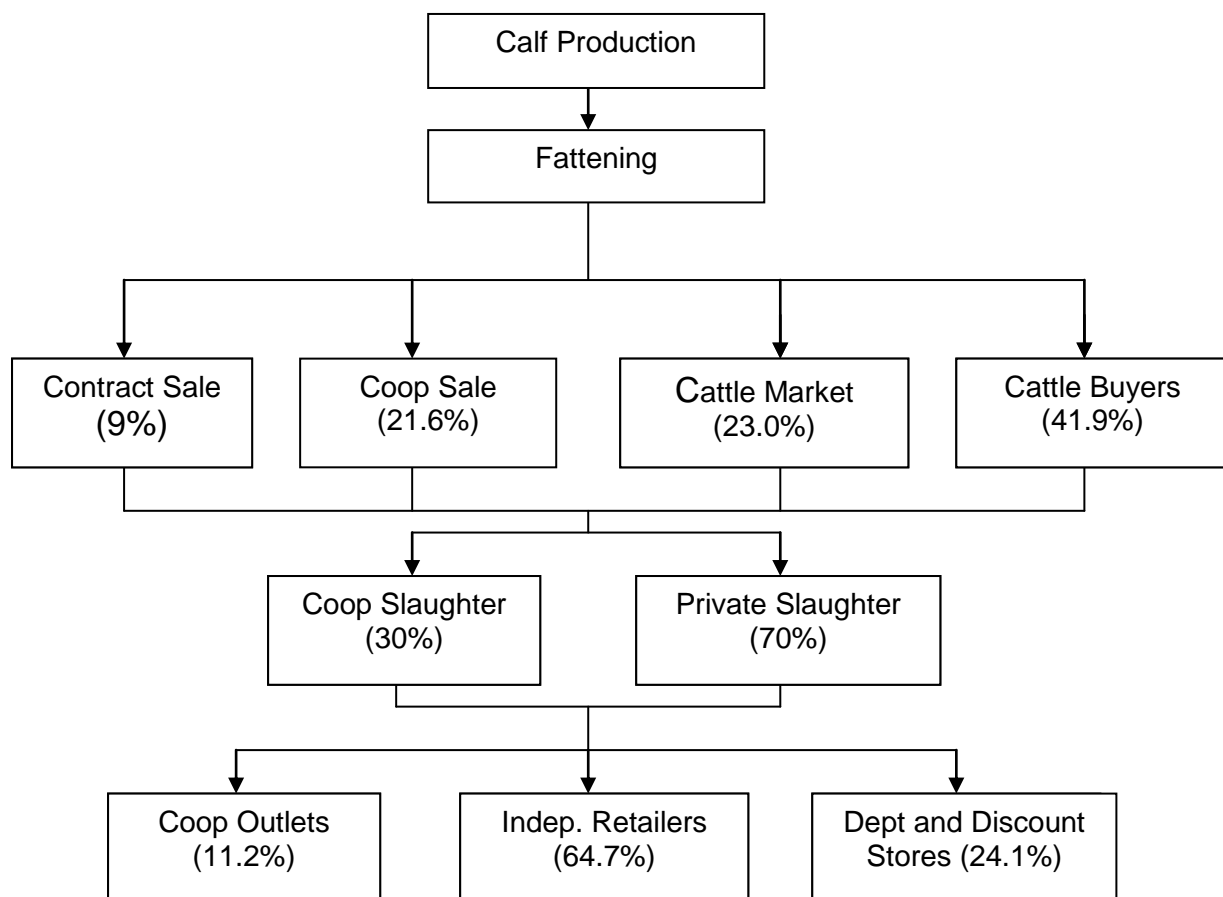 Calf Production
Fattening
Contract Sale
(9%)
Coop Sale
(21.6%)
Cattle Market
(23.0%)
Cattle Buyers
(41.9%)
Coop Slaughter
(30%)
Private Slaughter
(70%)
Coop Outlets
(11.2%)
Indep. Retailers
(64.7%)
Dept and Discount
Stores (24.1%)